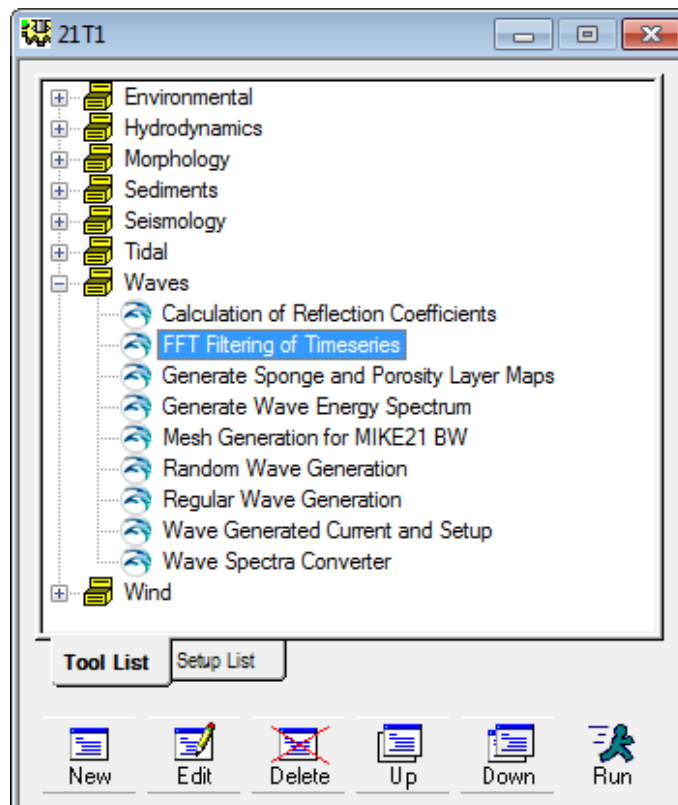 21T1
Environmental
Hydrodynamics
Morphology
Sediments
Seismology
Tidal
Waves
Calculation of Reflection Coefficients
FFT Filtering of Timeseries
Generate Sponge and Porosity Layer Maps
Generate Wave Energy Spectrum
Mesh Generation for MIKE21 BW
Random Wave Generation
Regular Wave Generation
Wave Generated Current and Setup
Wave Spectra Converter
Wind
Tool List Setup List
New Edit Delete Up Down Run